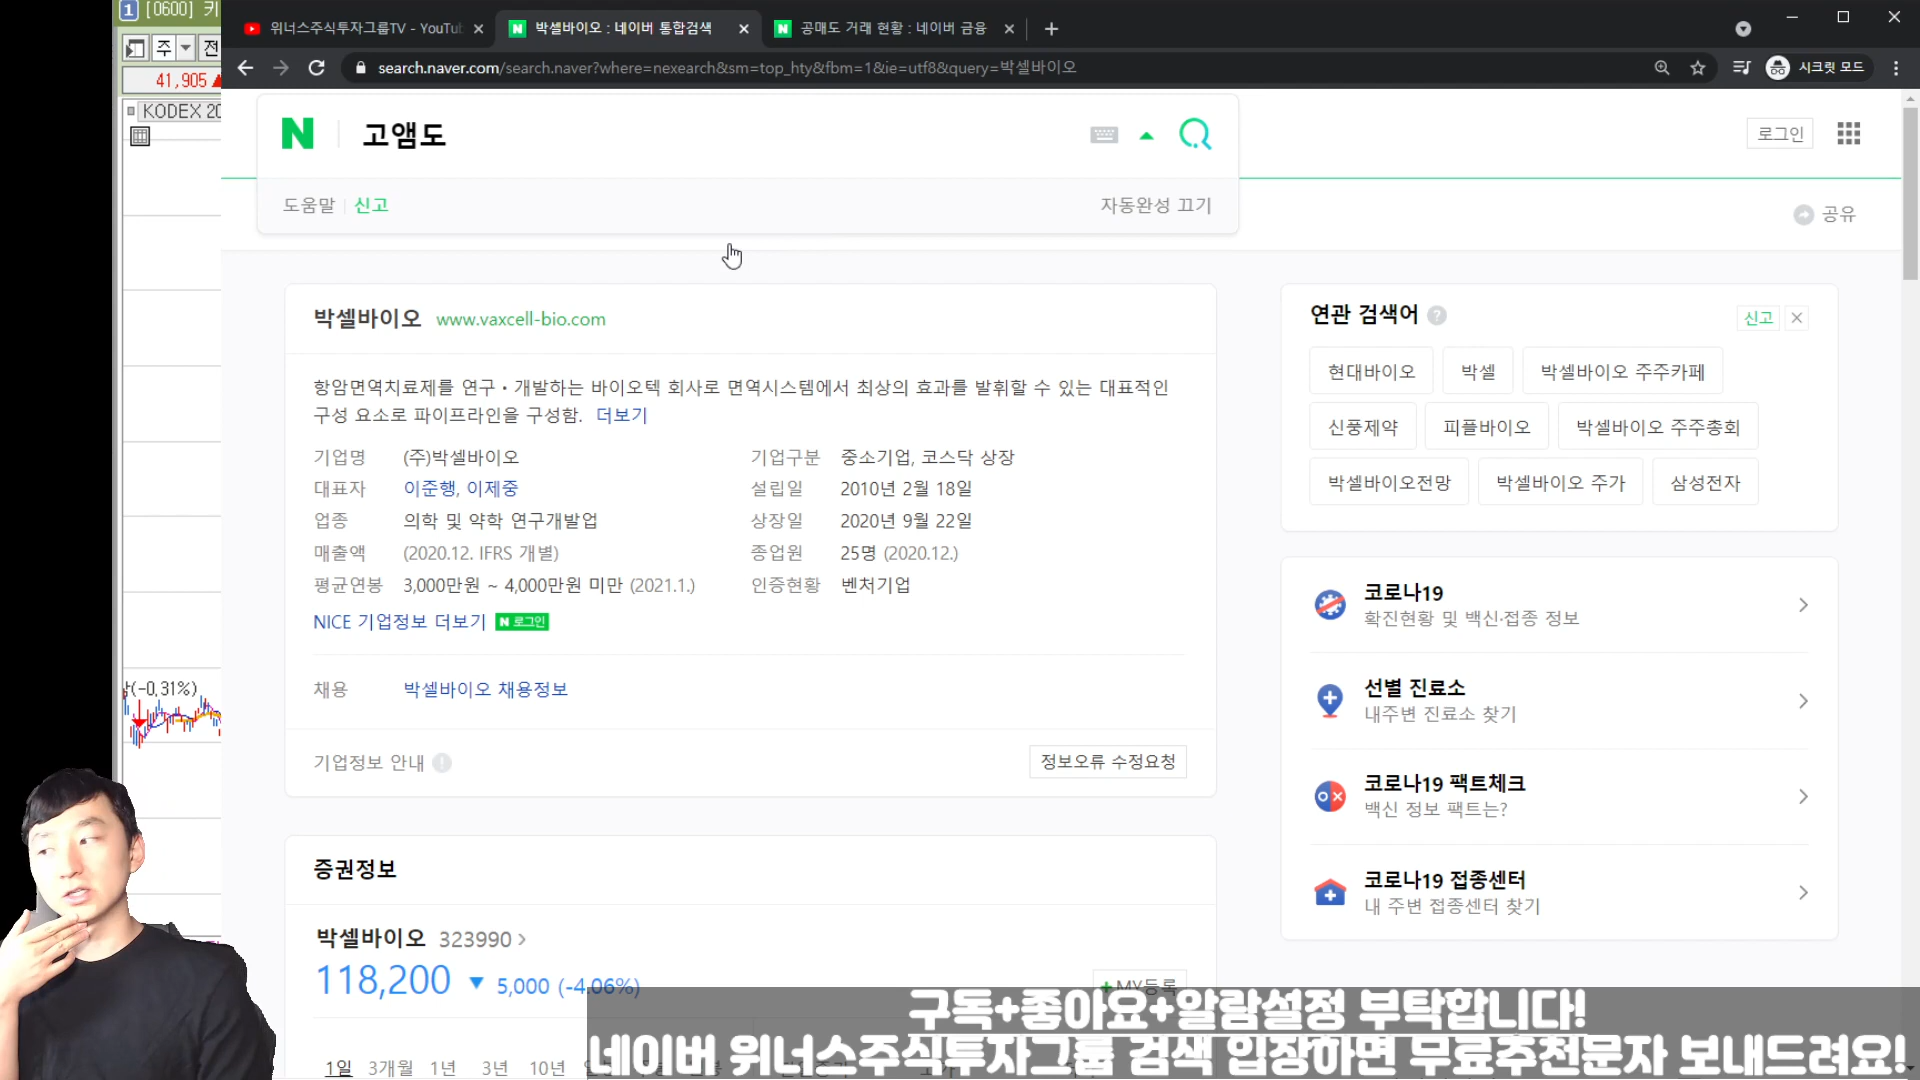 1 [0600] 키
위너스주식투자그룹TV - YouTu
박셀바이오 : 네이버 통합검색
공매도 거래 현황 : 네이버 금융
주
전
search.naver.com/search.naver?where=nexearch&sm=top_hty&fbm=1&ie=utf8&query=박셀바이오
시크릿 모드
41,905
KODEX 20
N
고앰도
로그인
도움말
신고
자동완성 끄기
공유
박셀바이오 www.vaxcell-bio.com
항암면역치료제를 연구・개발하는 바이오텍 회사로 면역시스템에서 최상의 효과를 발휘할 수 있는 대표적인
구성 요소로 파이프라인을 구성함. 더보기
기업명 (주)박셀바이오 기업구분 중소기업, 코스닥 상장
대표자 이준행, 이제중 설립일 2010년 2월 18일
업종 의학 및 약학 연구개발업 상장일 2020년 9월 22일
매출액 (2020.12. IFRS 개별) 종업원 25명 (2020.12.)
평균연봉 3,000만원 ~ 4,000만원 미만 (2021.1.) 인증현황 벤처기업
NICE 기업정보 더보기 N 로그인
채용 박셀바이오 채용정보
기업정보 안내
정보오류 수정요청
증권정보
박셀바이오 323990
118,200 ▼ 5,000 (-4.06%)
+MY등록
1일 3개월 1년 3년 10년
연관 검색어 ?
신고
현대바이오 박셀 박셀바이오 주주카페
신풍제약 피플바이오 박셀바이오 주주총회
박셀바이오전망 박셀바이오 주가 삼성전자
코로나19
확진현황 및 백신·접종 정보
선별 진료소
내주변 진료소 찾기
코로나19 팩트체크
백신 정보 팩트는?
코로나19 접종센터
내 주변 접종센터 찾기
(-0,31%)
구독+좋아요+알람설정 부탁합니다!
네이버 위너스주식투자그룹 검색 입장하면 무료추천문자 보내드려요!